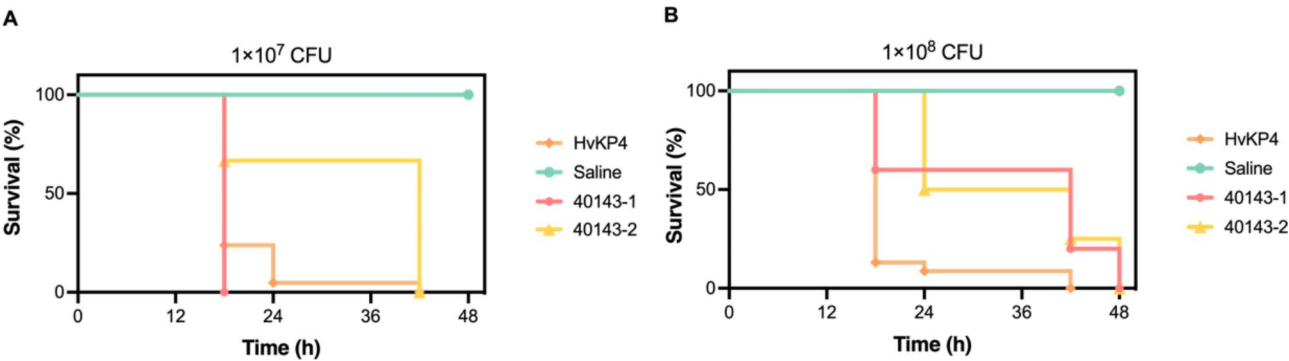 A
1×10⁷ CFU
Survival (%)
100
50
0
0 12 24 36 48
Time (h)
HvKP4
Saline
40143-1
40143-2
B
1×10⁸ CFU
Survival (%)
100
50
0
0 12 24 36 48
Time (h)
HvKP4
Saline
40143-1
40143-2